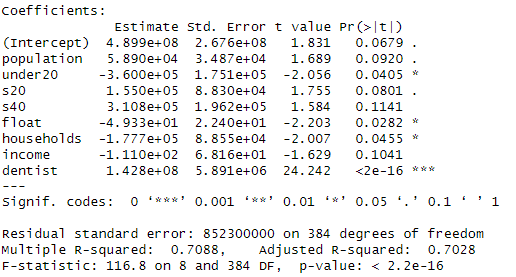 Coefficients:
Estimate Std. Error t value Pr(>|t|)
(Intercept) 4.899e+08 2.676e+08 1.831 0.0679 .
population 5.890e+04 3.487e+04 1.689 0.0920 .
under20 -3.600e+05 1.751e+05 -2.056 0.0405 *
s20 1.550e+05 8.830e+04 1.755 0.0801 .
s40 3.108e+05 1.962e+05 1.584 0.1141
float -4.933e+01 2.240e+01 -2.203 0.0282 *
households -1.777e+05 8.855e+04 -2.007 0.0455 *
income -1.110e+02 6.816e+01 -1.629 0.1041
dentist 1.428e+08 5.891e+06 24.242 <2e-16 ***
---
Signif. codes: 0 ‘***’ 0.001 ‘**’ 0.01 ‘*’ 0.05 ‘.’ 0.1 ‘ ’ 1
Residual standard error: 852300000 on 384 degrees of freedom
Multiple R-squared: 0.7088, Adjusted R-squared: 0.7028
F-statistic: 116.8 on 8 and 384 DF, p-value: < 2.2e-16